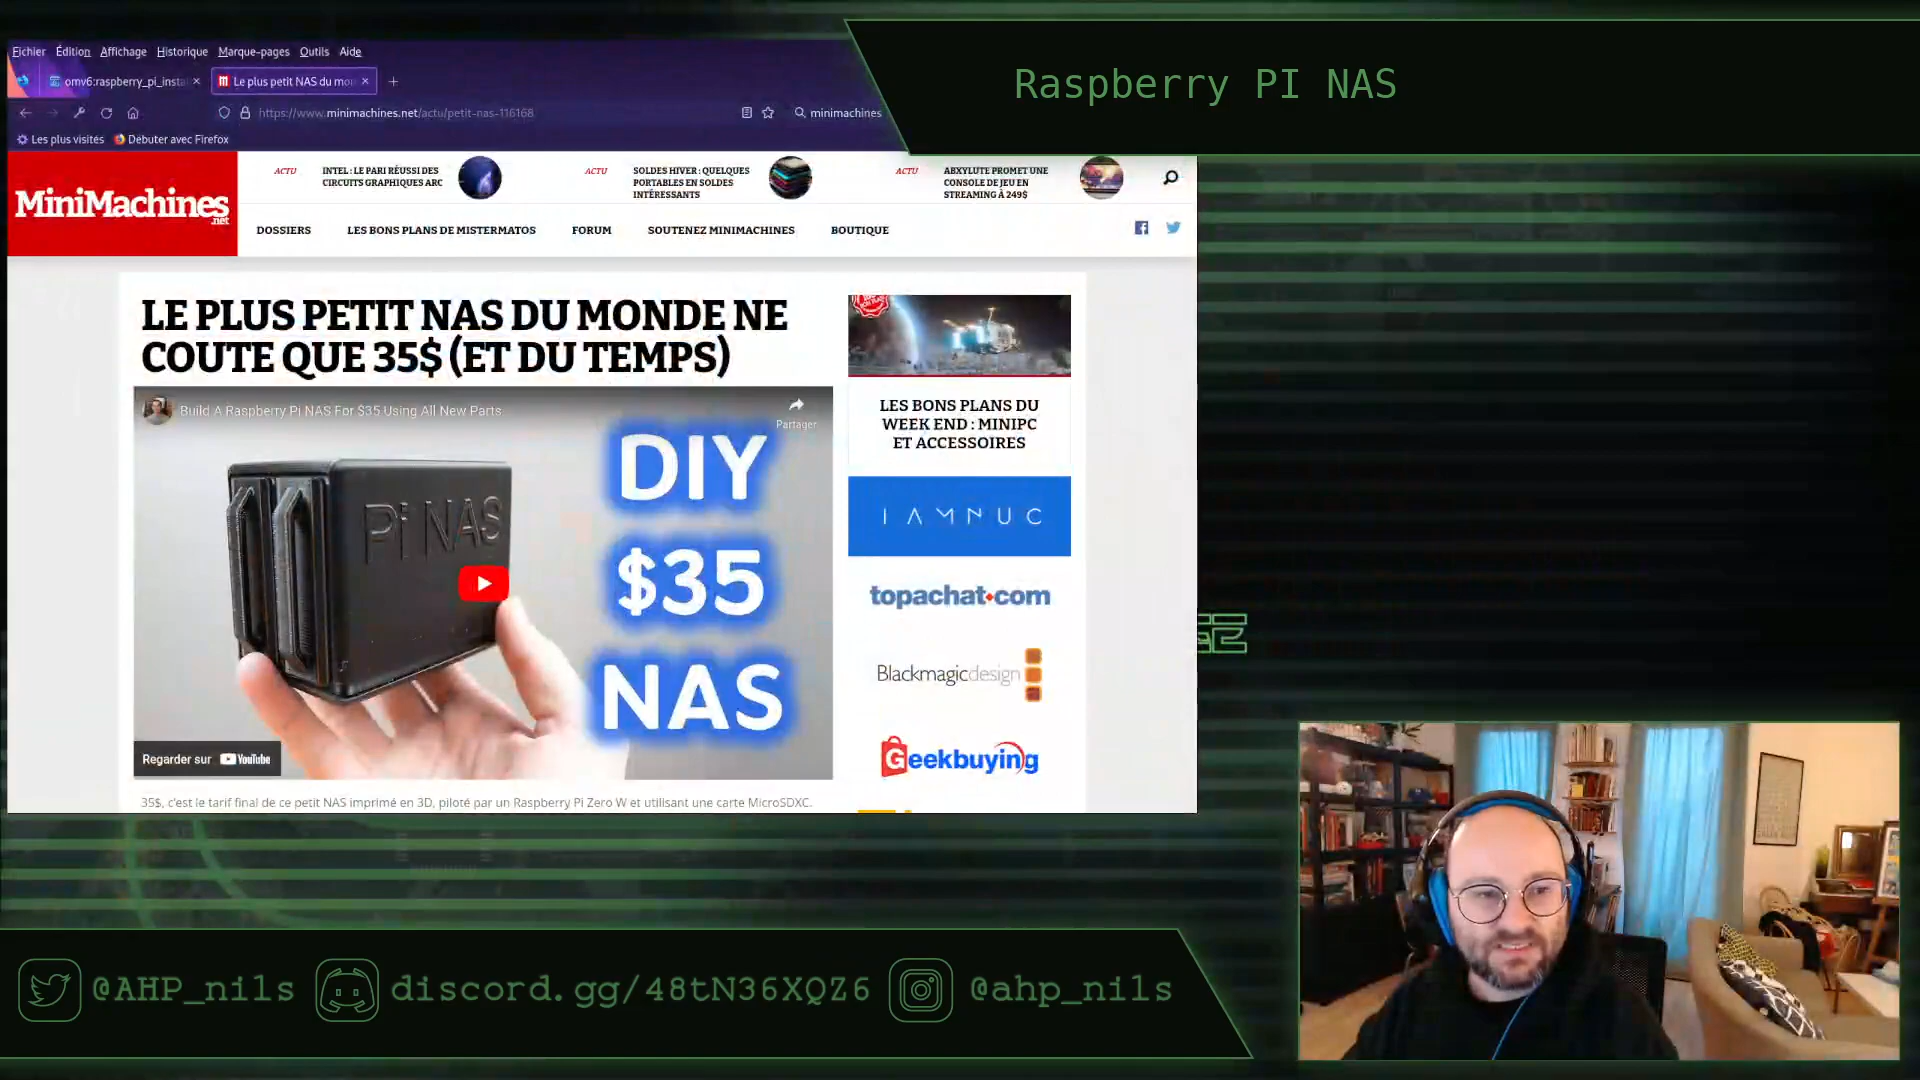 Fichier Édition Affichage Historique Marque-pages Outils Aide
Raspberry PI NAS
omv6:raspberry_pi_insta
Le plus petit NAS du mo
https://www.minimachines.net/actu/petit-nas-116168
minimachines
Les plus visités
Débuter avec Firefox
MiniMachines
.net
ACTU
INTEL : LE PARI RÉUSSI DES
CIRCUITS GRAPHIQUES ARC
ACTU
SOLDES HIVER : QUELQUES
PORTABLES EN SOLDES
INTÉRESSANTS
ACTU
ABXYLUTE PROMET UNE
CONSOLE DE JEU EN
STREAMING À 249$
DOSSIERS
LES BONS PLANS DE MISTERMATOS
FORUM
SOUTENEZ MINIMACHINES
BOUTIQUE
LE PLUS PETIT NAS DU MONDE NE
COUTE QUE 35$ (ET DU TEMPS)
Build A Raspberry Pi NAS For $35 Using All New Parts
Partager
Pi NAS
DIY
$35
NAS
Regarder sur YouTube
LES BONS PLANS DU
WEEK END : MINIPC
ET ACCESSOIRES
IAMNUC
topachat.com
Blackmagicdesign
Geekbuying
35$, c'est le tarif final de ce petit NAS imprimé en 3D, piloté par un Raspberry Pi Zero W et utilisant une carte MicroSDXC.
@AHP_nils
discord.gg/48tN36XQZ6
@ahp_nils